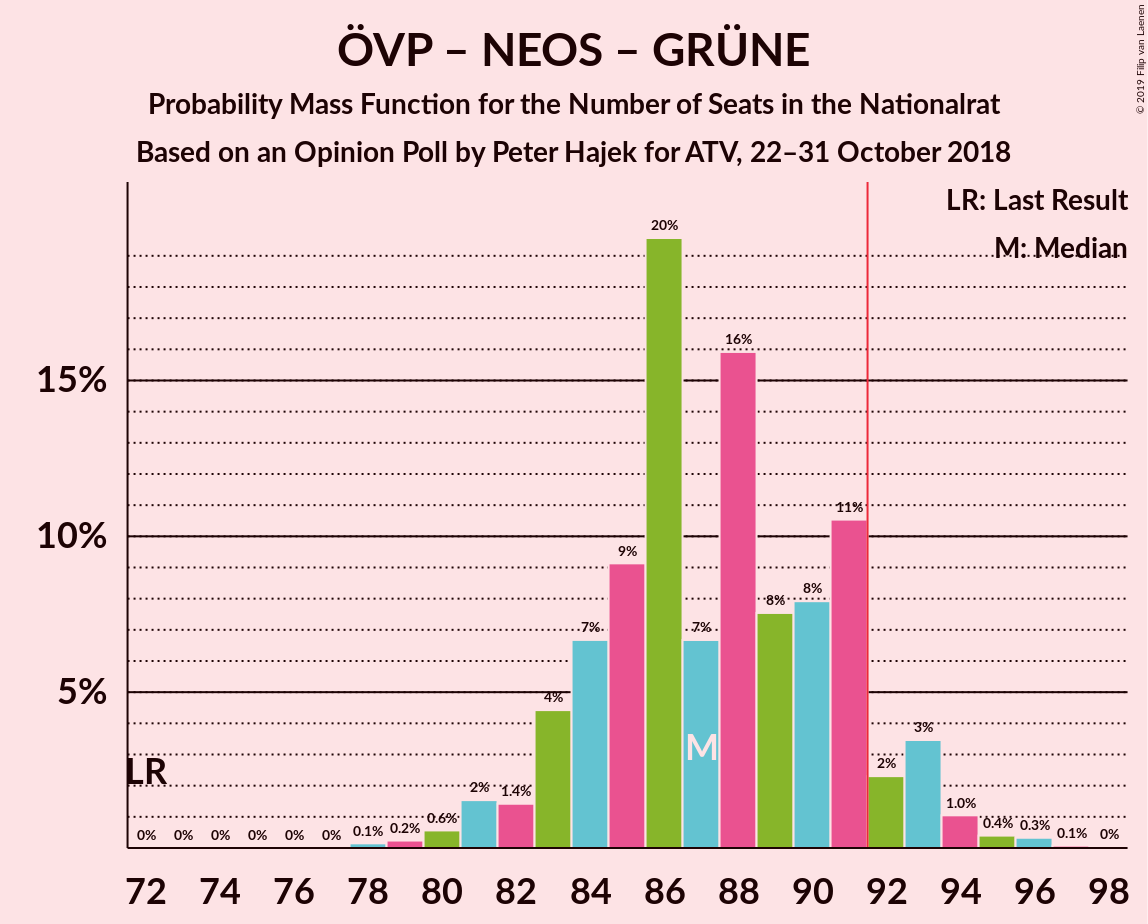 ÖVP – NEOS – GRÜNE
Probability Mass Function for the Number of Seats in the Nationalrat
Based on an Opinion Poll by Peter Hajek for ATV, 22–31 October 2018
© 2019 Filip van Laenen
LR: Last Result
M: Median
20%
16%
15%
11%
10%
9%
8%
8%
7%
7%
5%
4%
M
3%
LR
2%
2%
1.4%
1.0%
0.6%
0.4%
0.3%
0.2%
0.1%
0.1%
0% 0% 0% 0% 0% 0% 0%
72 74 76 78 80 82 84 86 88 90 92 94 96 98